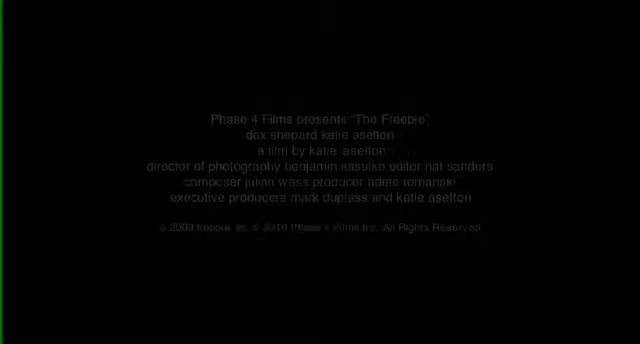 Phase 4 Films presents "The Freebie"
dax shepard katie aselton
a film by katie aselton
director of photography benjamin kasulke editor nat sanders
composer julian wass producer adele romanski
executive producers mark duplass and katie aselton
© 2009 freebie llc © 2010 Phase 4 Films Inc. All Rights Reserved